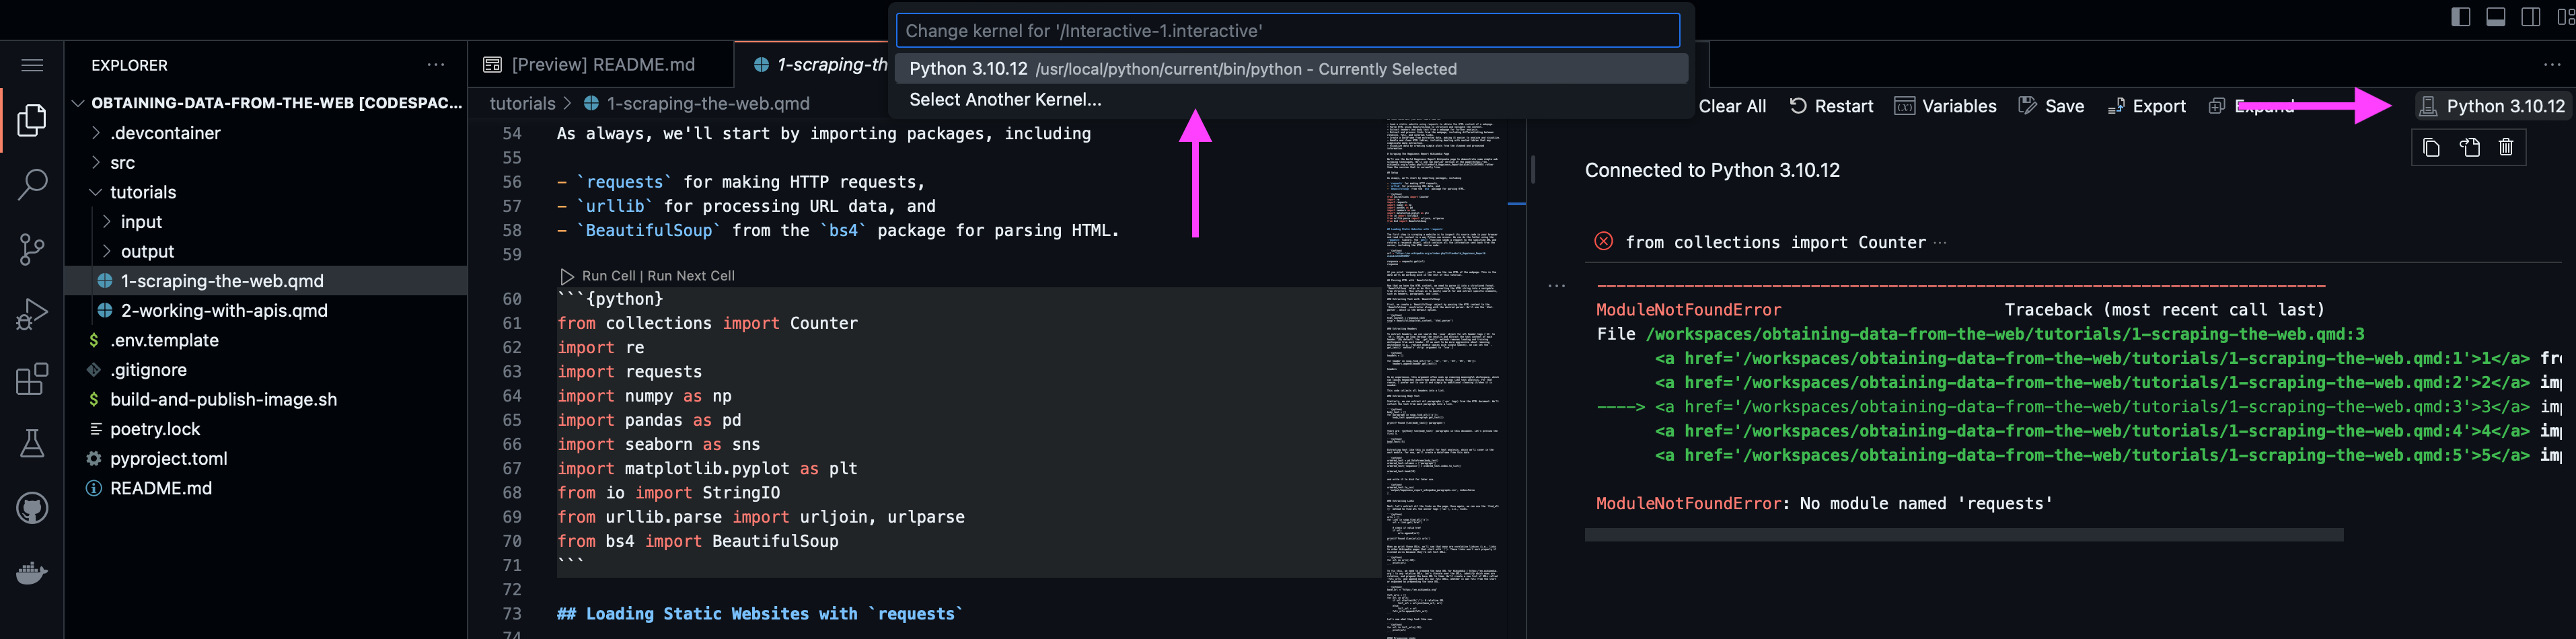 Change kernel for '/Interactive-1.interactive'
Python 3.10.12 /usr/local/python/current/bin/python - Currently Selected
Select Another Kernel...
EXPLORER
OBTAINING-DATA-FROM-THE-WEB [CODESPAC...
.devcontainer
src
tutorials
input
output
1-scraping-the-web.qmd
2-working-with-apis.qmd
.env.template
.gitignore
build-and-publish-image.sh
poetry.lock
pyproject.toml
README.md
[Preview] README.md
1-scraping-th
tutorials > 1-scraping-the-web.qmd
54 As always, we'll start by importing packages, including
55
56 - `requests` for making HTTP requests,
57 - `urllib` for processing URL data, and
58 - `BeautifulSoup` from the `bs4` package for parsing HTML.
59
Run Cell | Run Next Cell
60 ```{python}
61 from collections import Counter
62 import re
63 import requests
64 import numpy as np
65 import pandas as pd
66 import seaborn as sns
67 import matplotlib.pyplot as plt
68 from io import StringIO
69 from urllib.parse import urljoin, urlparse
70 from bs4 import BeautifulSoup
71 ```
72
73 ## Loading Static Websites with `requests`
74
Clear All Restart Variables Save Export Expand Python 3.10.12
Connected to Python 3.10.12
from collections import Counter ...
---------------------------------------------------------------------------
ModuleNotFoundError Traceback (most recent call last)
File /workspaces/obtaining-data-from-the-web/tutorials/1-scraping-the-web.qmd:3
<a href='/workspaces/obtaining-data-from-the-web/tutorials/1-scraping-the-web.qmd:1'>1</a> fro
<a href='/workspaces/obtaining-data-from-the-web/tutorials/1-scraping-the-web.qmd:2'>2</a> imp
----> <a href='/workspaces/obtaining-data-from-the-web/tutorials/1-scraping-the-web.qmd:3'>3</a> imp
<a href='/workspaces/obtaining-data-from-the-web/tutorials/1-scraping-the-web.qmd:4'>4</a> imp
<a href='/workspaces/obtaining-data-from-the-web/tutorials/1-scraping-the-web.qmd:5'>5</a> imp
ModuleNotFoundError: No module named 'requests'